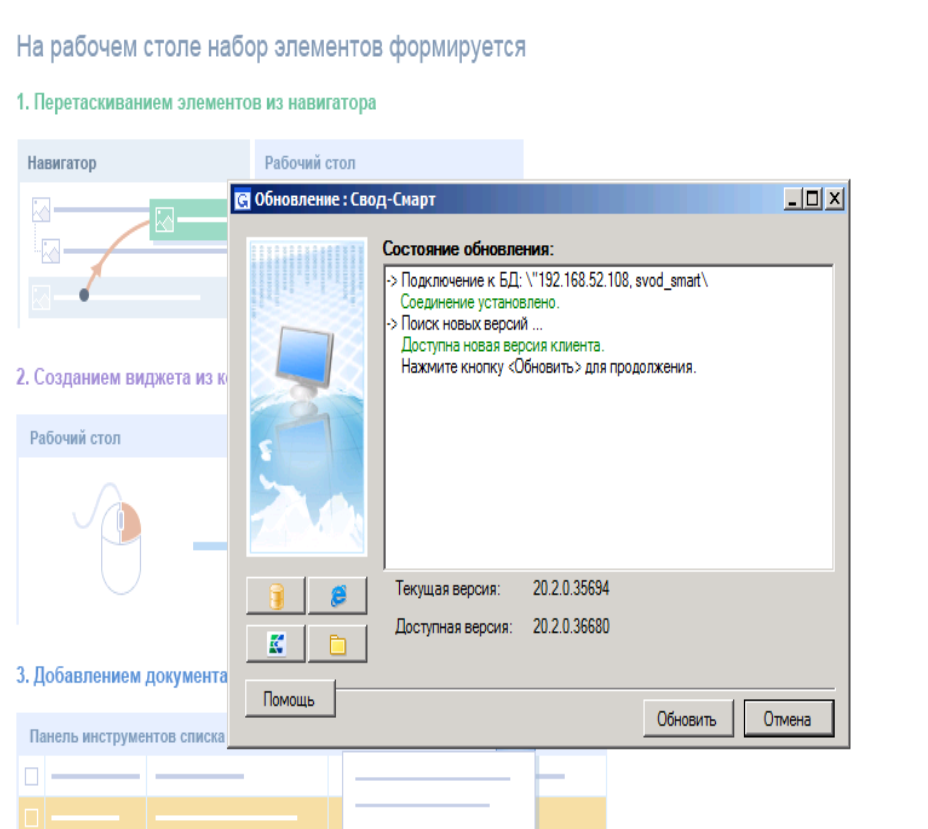 На рабочем столе набор элементов формируется
1. Перетаскиванием элементов из навигатора
Навигатор
Рабочий стол
Обновление : Свод-Смарт
Состояние обновления:
-> Подключение к БД: \"192.168.52.108, svod_smart\
Соединение установлено.
-> Поиск новых версий ...
Доступна новая версия клиента.
Нажмите кнопку <Обновить> для продолжения.
2. Созданием виджета из
Рабочий стол
Текущая версия: 20.2.0.35694
Доступная версия: 20.2.0.36680
3. Добавлением документа
Помощь
Обновить
Отмена
Панель инструментов списка